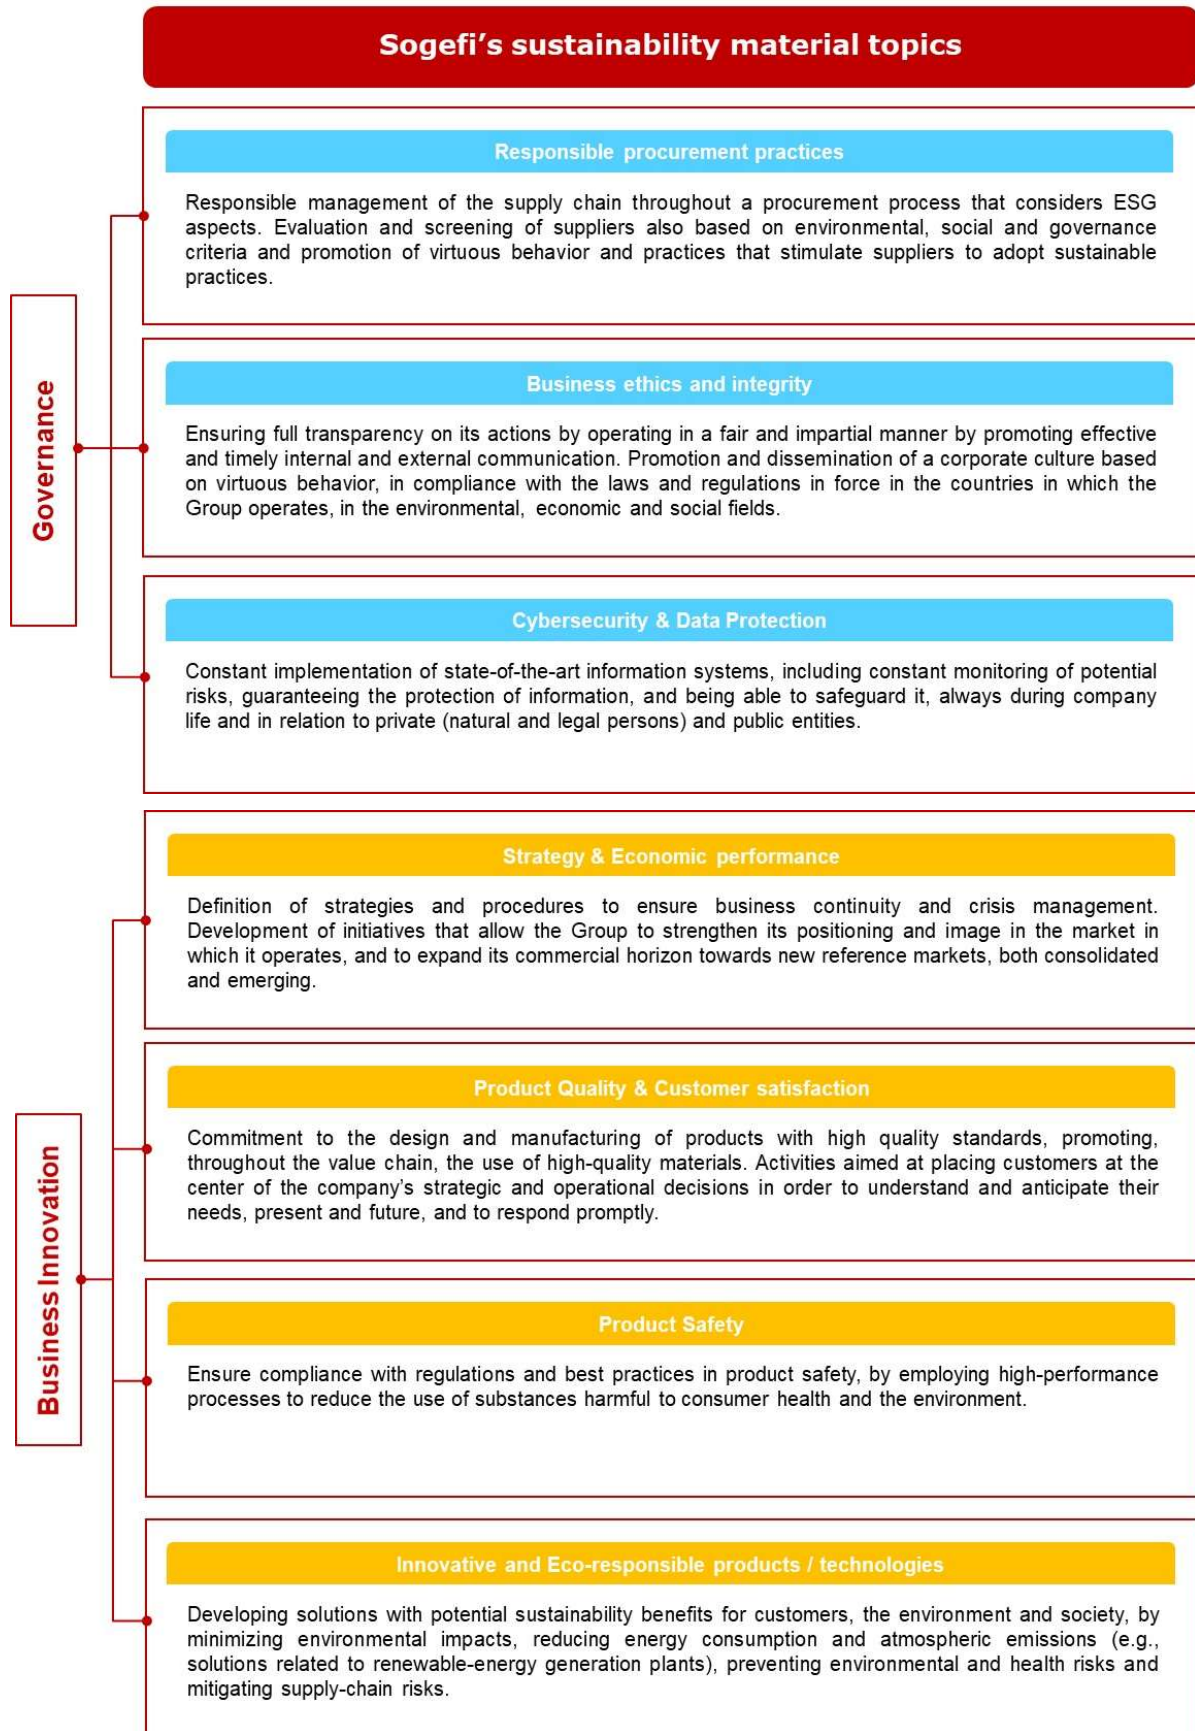 Sogefi's sustainability material topics
Governance
Responsible procurement practices
Responsible management of the supply chain throughout a procurement process that considers ESG
aspects. Evaluation and screening of suppliers also based on environmental, social and governance
criteria and promotion of virtuous behavior and practices that stimulate suppliers to adopt sustainable
practices.
Business ethics and integrity
Ensuring full transparency on its actions by operating in a fair and impartial manner by promoting effective
and timely internal and external communication. Promotion and dissemination of a corporate culture based
on virtuous behavior, in compliance with the laws and regulations in force in the countries in which the
Group operates, in the environmental, economic and social fields.
Cybersecurity & Data Protection
Constant implementation of state-of-the-art information systems, including constant monitoring of potential
risks, guaranteeing the protection of information, and being able to safeguard it, always during company
life and in relation to private (natural and legal persons) and public entities.
Business Innovation
Strategy & Economic performance
Definition of strategies and procedures to ensure business continuity and crisis management.
Development of initiatives that allow the Group to strengthen its positioning and image in the market in
which it operates, and to expand its commercial horizon towards new reference markets, both consolidated
and emerging.
Product Quality & Customer satisfaction
Commitment to the design and manufacturing of products with high quality standards, promoting,
throughout the value chain, the use of high-quality materials. Activities aimed at placing customers at the
center of the company's strategic and operational decisions in order to understand and anticipate their
needs, present and future, and to respond promptly.
Product Safety
Ensure compliance with regulations and best practices in product safety, by employing high-performance
processes to reduce the use of substances harmful to consumer health and the environment.
Innovative and Eco-responsible products / technologies
Developing solutions with potential sustainability benefits for customers, the environment and society, by
minimizing environmental impacts, reducing energy consumption and atmospheric emissions (e.g.,
solutions related to renewable-energy generation plants), preventing environmental and health risks and
mitigating supply-chain risks.